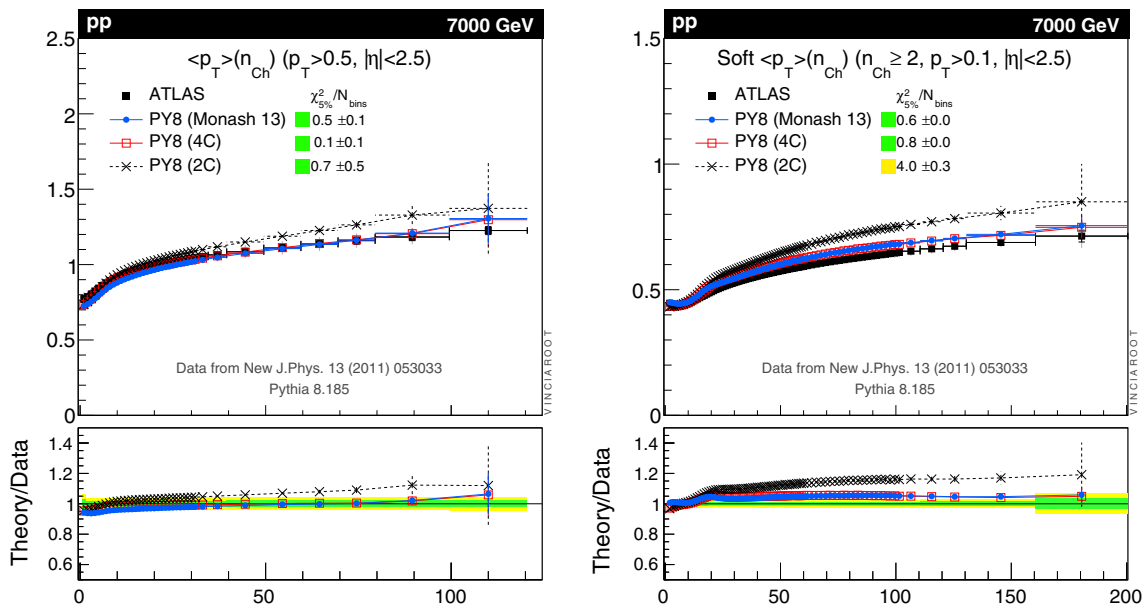 pp 7000 GeV
<p_T>(n_Ch) (p_T>0.5, |η|<2.5)
ATLAS χ²_5%/N_bins
PY8 (Monash 13) 0.5 ±0.1
PY8 (4C) 0.1 ±0.1
PY8 (2C) 0.7 ±0.5
2.5
2
1.5
1
0.5
0
Data from New J.Phys. 13 (2011) 053033
Pythia 8.185
VINCIAROOT
Theory/Data
1.4
1.2
1
0.8
0.6
0 50 100
pp 7000 GeV
Soft <p_T>(n_Ch) (n_Ch ≥ 2, p_T>0.1, |η|<2.5)
ATLAS χ²_5%/N_bins
PY8 (Monash 13) 0.6 ±0.0
PY8 (4C) 0.8 ±0.0
PY8 (2C) 4.0 ±0.3
1.5
1
0.5
0
Data from New J.Phys. 13 (2011) 053033
Pythia 8.185
VINCIAROOT
Theory/Data
1.4
1.2
1
0.8
0.6
0 50 100 150 200